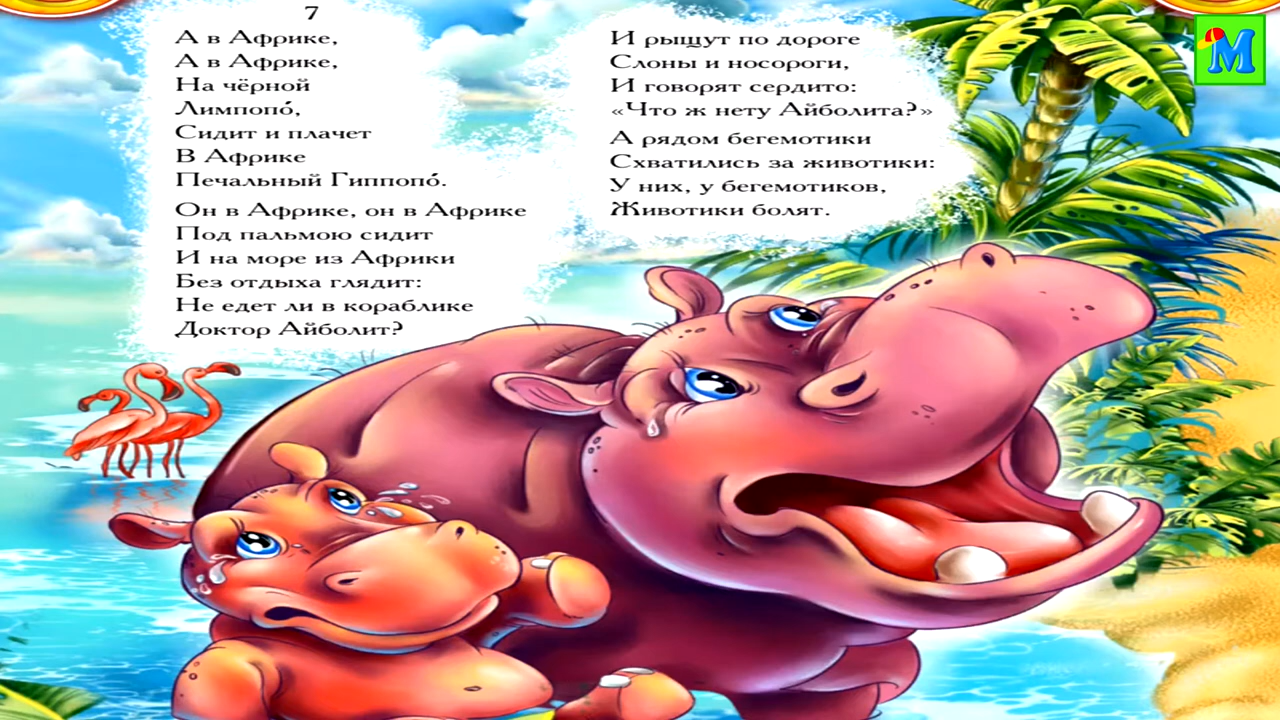 7
А в Африке,
А в Африке,
На чёрной
Лимпопо́,
Сидит и плачет
В Африке
Печальный Гиппопо́.
Он в Африке, он в Африке
Под пальмою сидит
И на море из Африки
Без отдыха глядит:
Не едет ли в кораблике
Доктор Айболит?
И рыщут по дороге
Слоны и носороги,
И говорят сердито:
«Что ж нету Айболита?»
А рядом бегемотики
Схватились за животики:
У них, у бегемотиков,
Животики болят.
М